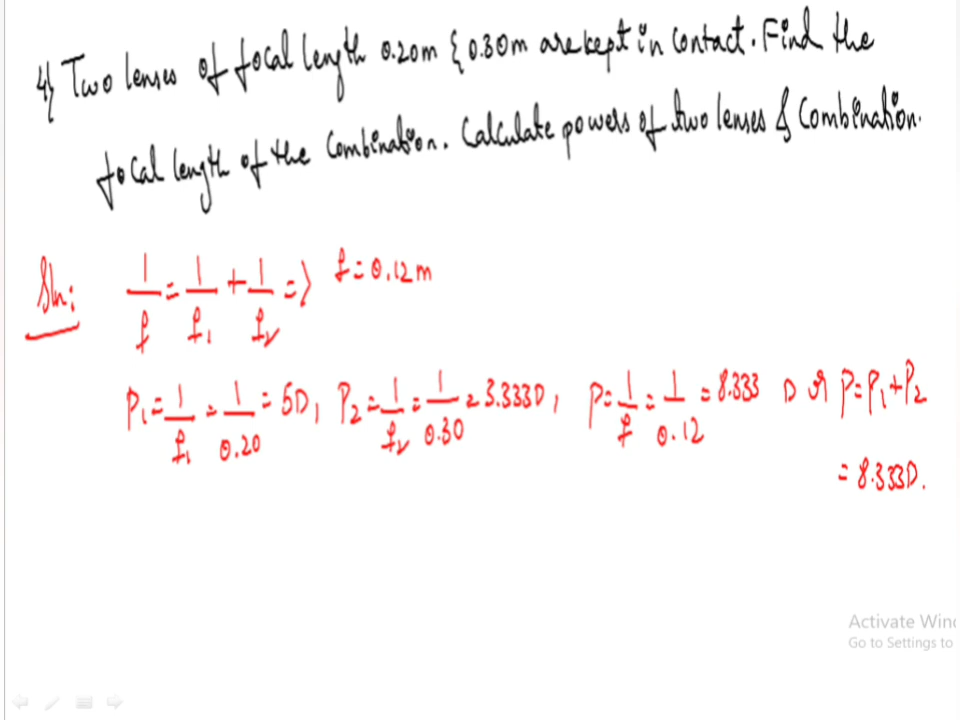 4} Two lenses of focal length 0.20m & 0.30m are kept in contact. Find the
focal length of the Combination. Calculate powers of two lenses & Combination.
Sln: 1/f = 1/f₁ + 1/f₂ => f = 0.12m
P₁ = 1/f₁ = 1/0.20 = 5D, P₂ = 1/f₂ = 1/0.30 = 3.333D, P = 1/f = 1/0.12 = 8.333 D or P = P₁ + P₂
= 8.333D.
Activate Win
Go to Settings to